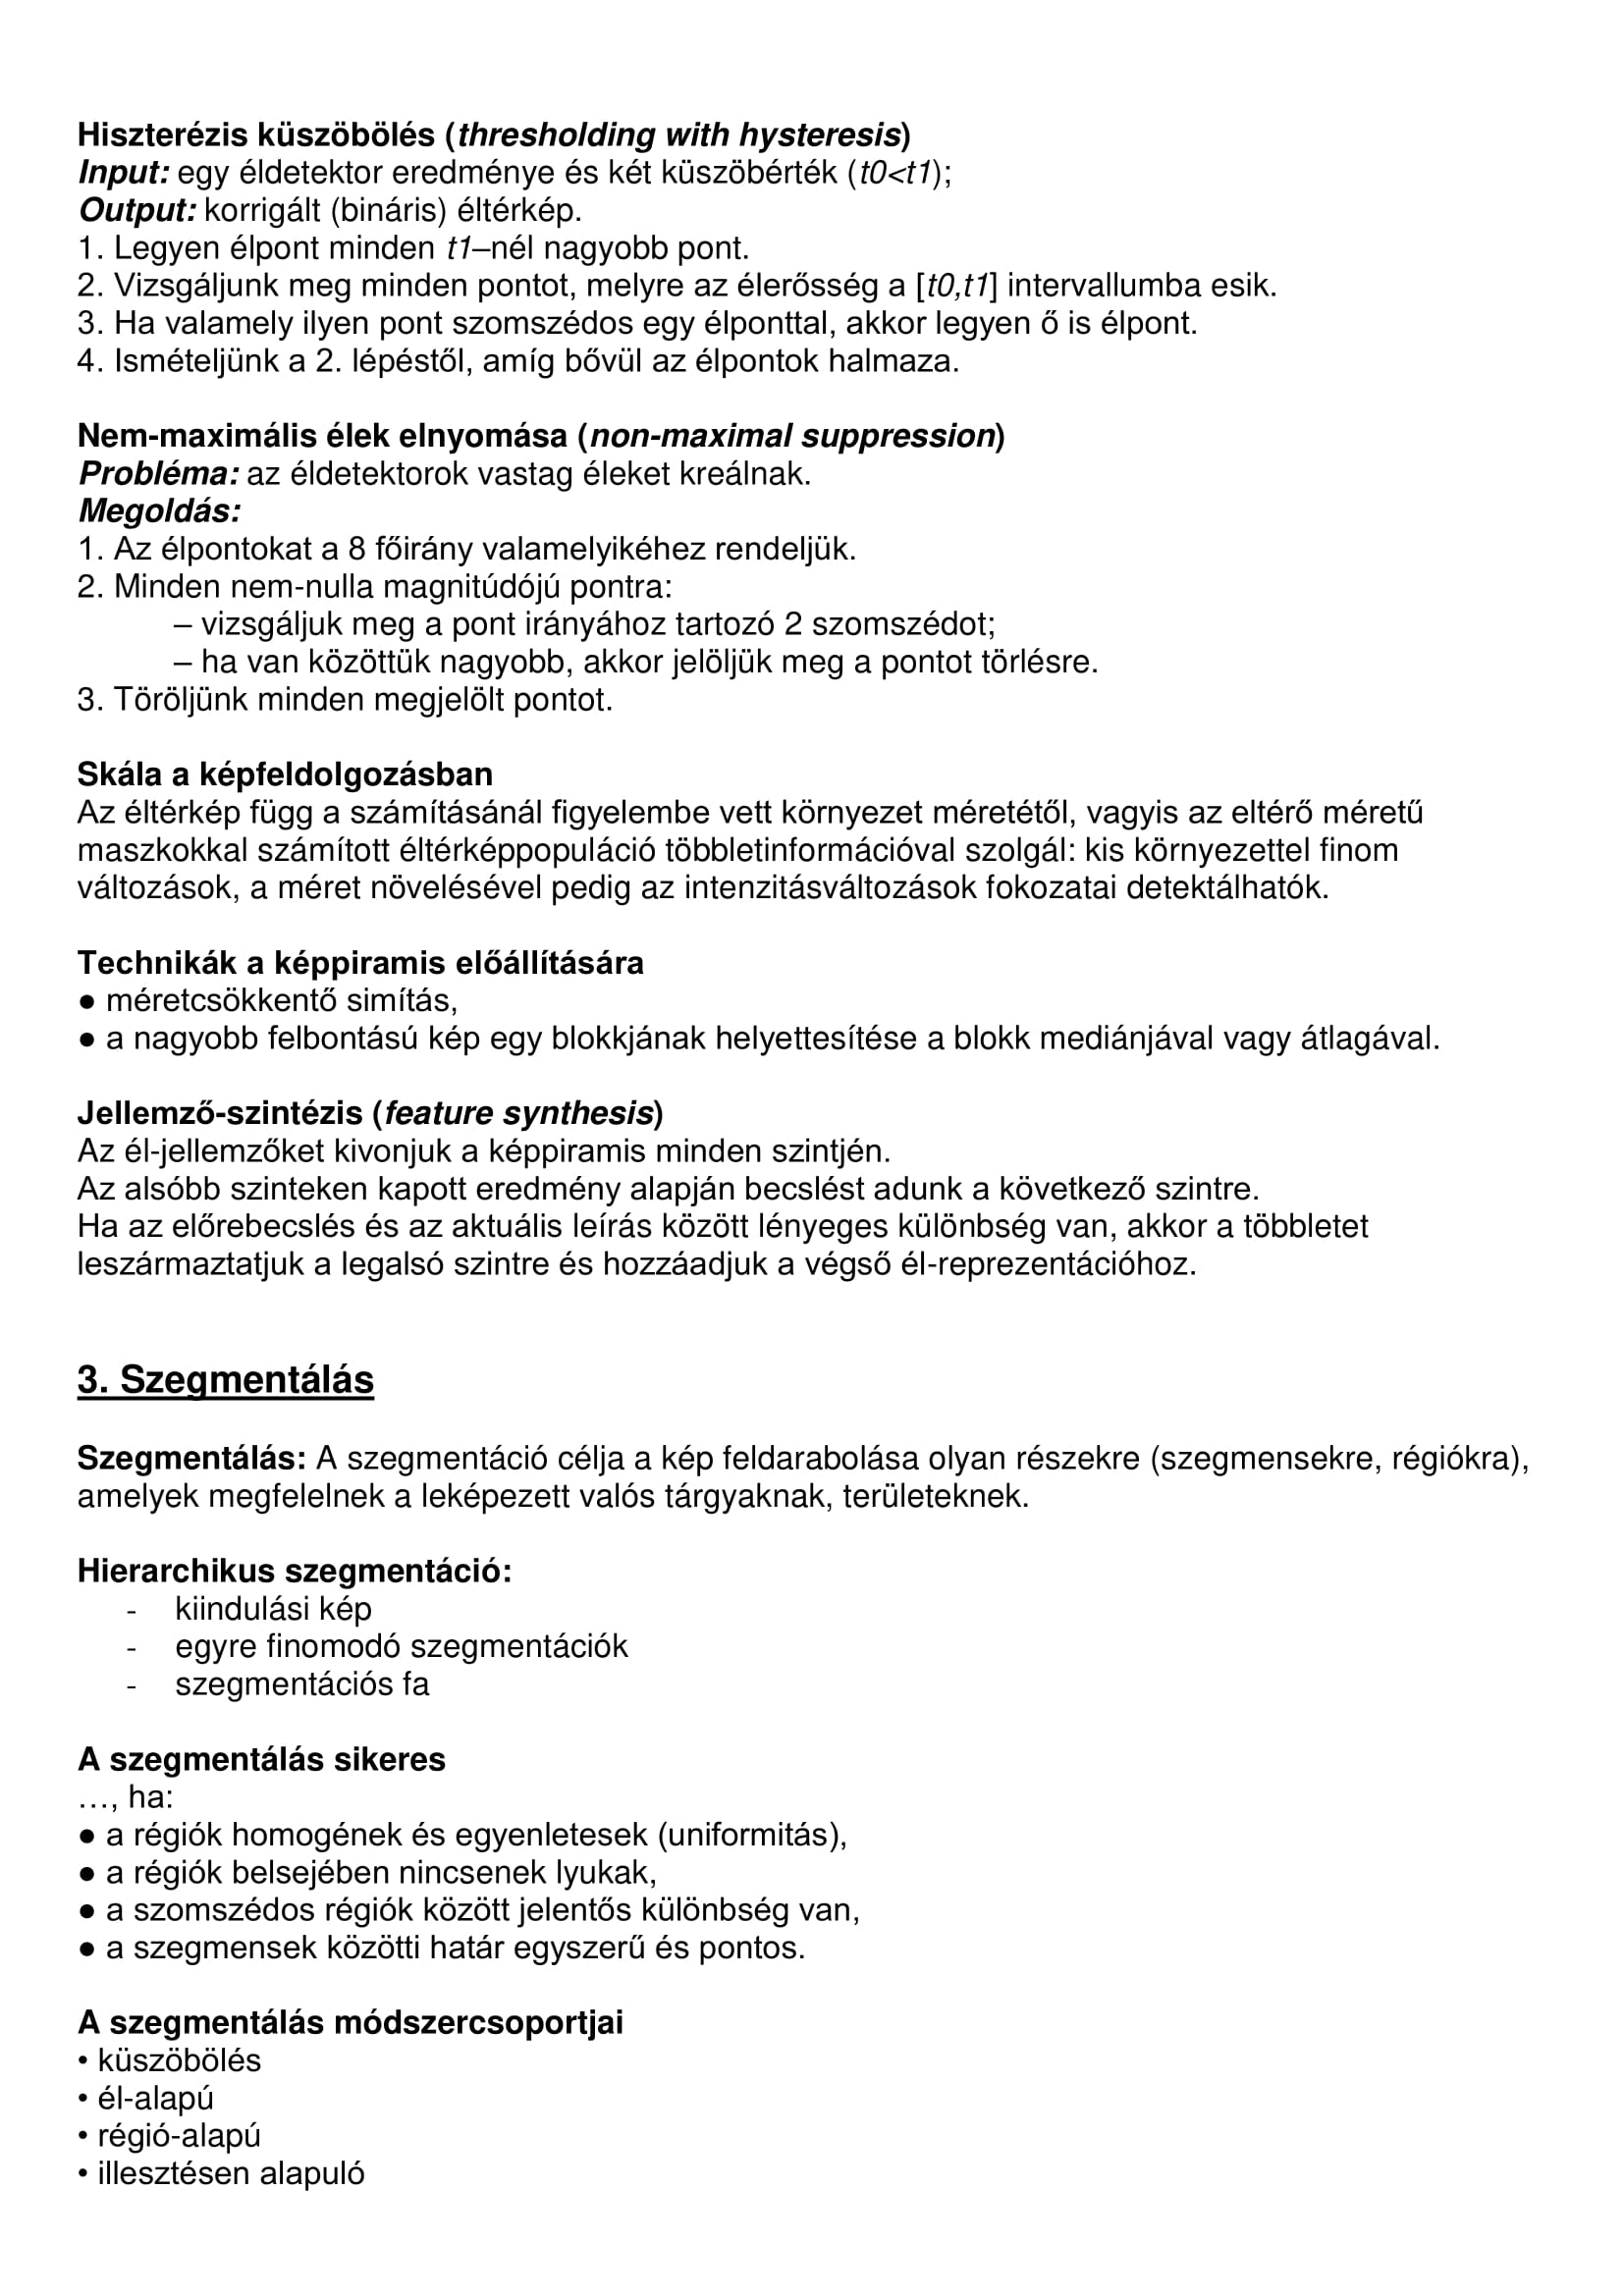 Hiszterézis küszöbölés (thresholding with hysteresis)
Input: egy éldetektor eredménye és két küszöbérték (t0<t1);
Output: korrigált (bináris) éltérkép.
1. Legyen élpont minden t1–nél nagyobb pont.
2. Vizsgáljunk meg minden pontot, melyre az élerősség a [t0,t1] intervallumba esik.
3. Ha valamely ilyen pont szomszédos egy élponttal, akkor legyen ő is élpont.
4. Ismételjünk a 2. lépéstől, amíg bővül az élpontok halmaza.
Nem-maximális élek elnyomása (non-maximal suppression)
Probléma: az éldetektorok vastag éleket kreálnak.
Megoldás:
1. Az élpontokat a 8 főirány valamelyikéhez rendeljük.
2. Minden nem-nulla magnitúdójú pontra:
– vizsgáljuk meg a pont irányához tartozó 2 szomszédot;
– ha van közöttük nagyobb, akkor jelöljük meg a pontot törlésre.
3. Töröljünk minden megjelölt pontot.
Skála a képfeldolgozásban
Az éltérkép függ a számításánál figyelembe vett környezet méretétől, vagyis az eltérő méretű
maszkokkal számított éltérképpopuláció többletinformációval szolgál: kis környezettel finom
változások, a méret növelésével pedig az intenzitásváltozások fokozatai detektálhatók.
Technikák a képpiramis előállítására
● méretcsökkentő simítás,
● a nagyobb felbontású kép egy blokkjának helyettesítése a blokk mediánjával vagy átlagával.
Jellemző-szintézis (feature synthesis)
Az él-jellemzőket kivonjuk a képpiramis minden szintjén.
Az alsóbb szinteken kapott eredmény alapján becslést adunk a következő szintre.
Ha az előrebecslés és az aktuális leírás között lényeges különbség van, akkor a többletet
leszármaztatjuk a legalsó szintre és hozzáadjuk a végső él-reprezentációhoz.
3. Szegmentálás
Szegmentálás: A szegmentáció célja a kép feldarabolása olyan részekre (szegmensekre, régiókra),
amelyek megfelelnek a leképezett valós tárgyaknak, területeknek.
Hierarchikus szegmentáció:
- kiindulási kép
- egyre finomodó szegmentációk
- szegmentációs fa
A szegmentálás sikeres
…, ha:
● a régiók homogének és egyenletesek (uniformitás),
● a régiók belsejében nincsenek lyukak,
● a szomszédos régiók között jelentős különbség van,
● a szegmensek közötti határ egyszerű és pontos.
A szegmentálás módszercsoportjai
• küszöbölés
• él-alapú
• régió-alapú
• illesztésen alapuló